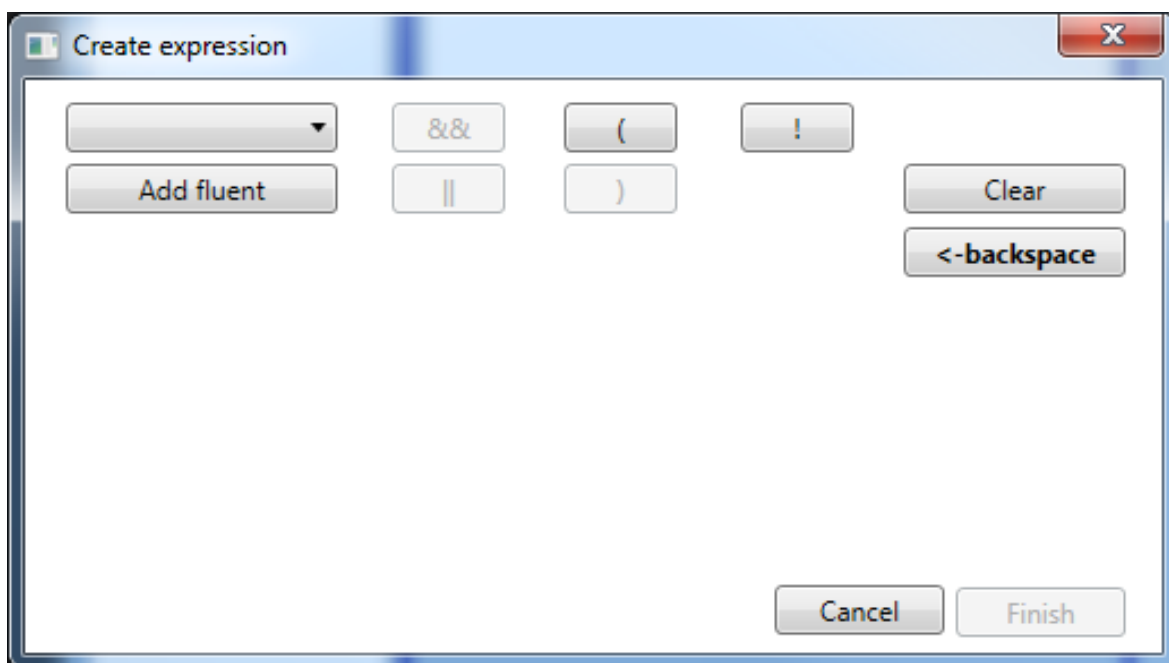 Create expression
&& ( !
Add fluent || ) Clear
<-backspace
Cancel Finish